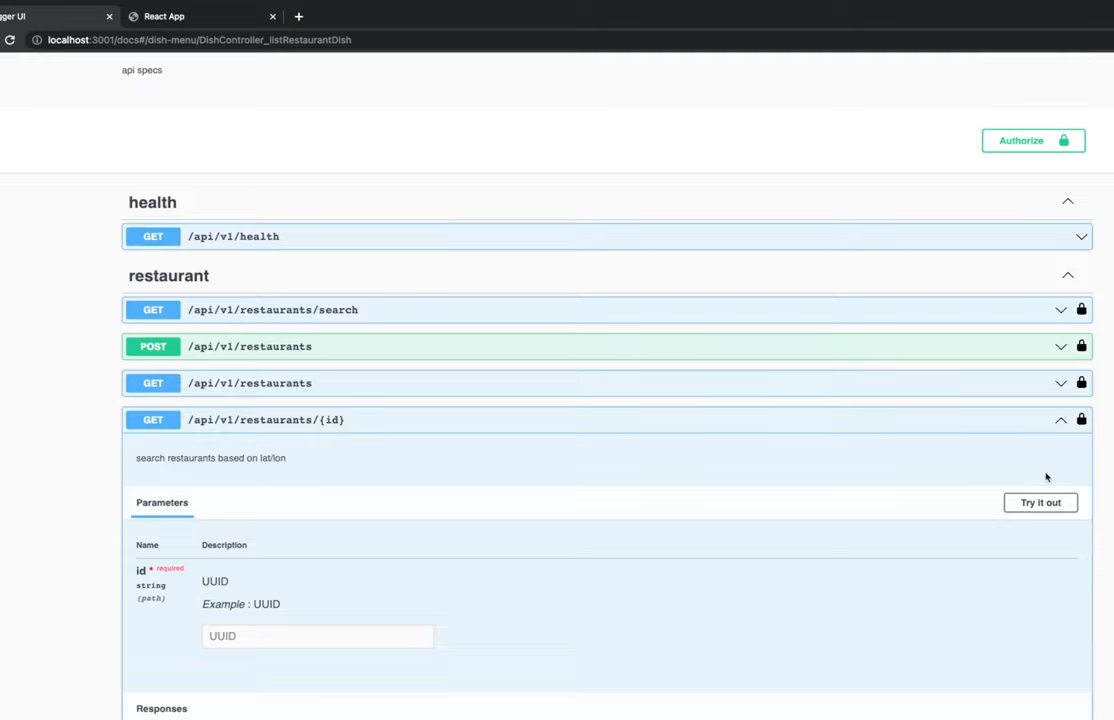 gger UI
React App
localhost:3001/docs#/dish-menu/DishController_listRestaurantDish
api specs
Authorize
health
GET /api/v1/health
restaurant
GET /api/v1/restaurants/search
POST /api/v1/restaurants
GET /api/v1/restaurants
GET /api/v1/restaurants/{id}
search restaurants based on lat/lon
Parameters
Try it out
Name Description
id * required
string
(path)
UUID
Example : UUID
UUID
Responses